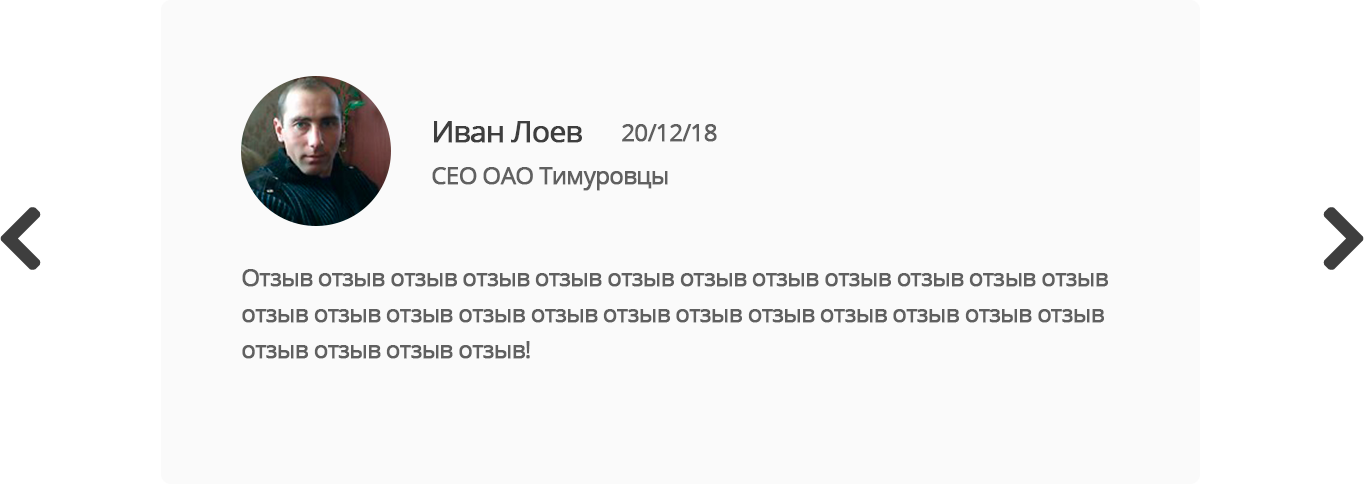 Иван Лоев 20/12/18
CEO ОАО Тимуровцы
Отзыв отзыв отзыв отзыв отзыв отзыв отзыв отзыв отзыв отзыв отзыв отзыв
отзыв отзыв отзыв отзыв отзыв отзыв отзыв отзыв отзыв отзыв отзыв отзыв
отзыв отзыв отзыв отзыв!